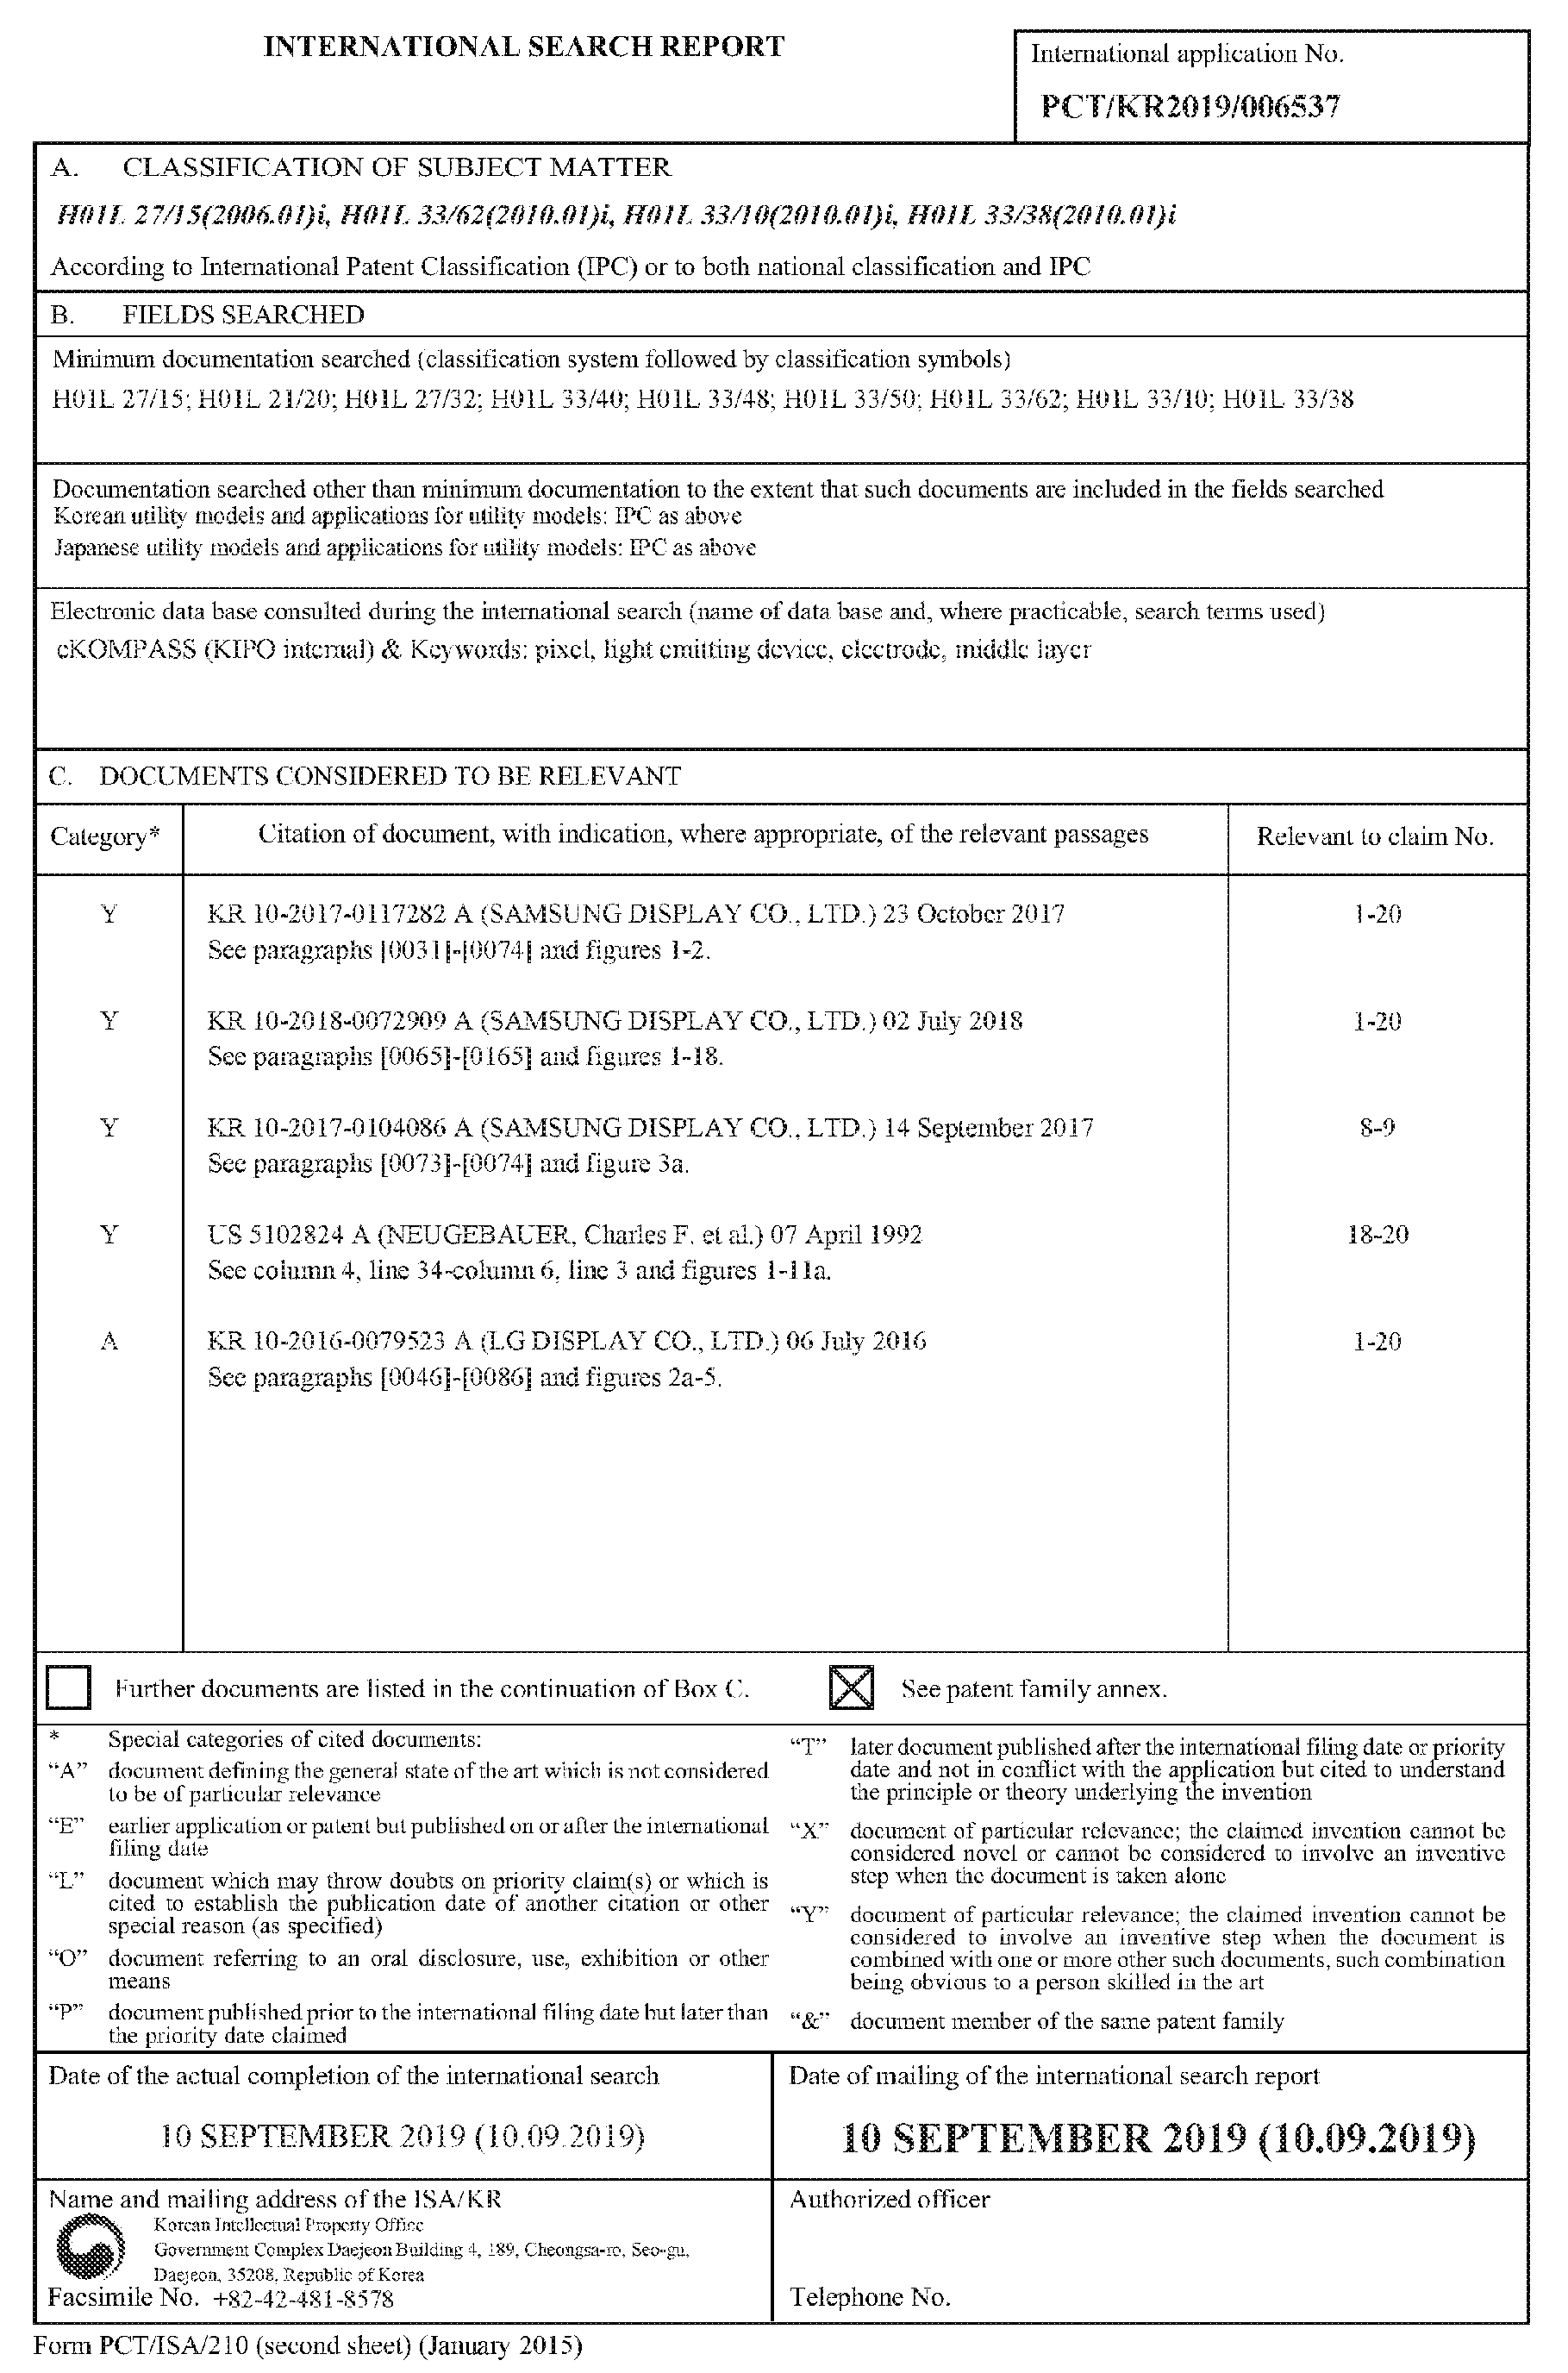 INTERNATIONAL SEARCH REPORT
International application No.
PCT/KR2019/006537
A. CLASSIFICATION OF SUBJECT MATTER
H01L 27/15(2006.01)i, H01L 33/62(2010.01)i, H01L 33/10(2010.01)i, H01L 33/38(2010.01)i
According to International Patent Classification (IPC) or to both national classification and IPC
B. FIELDS SEARCHED
Minimum documentation searched (classification system followed by classification symbols)
H01L 27/15; H01L 21/20; H01L 27/32; H01L 33/40; H01L 33/48; H01L 33/50; H01L 33/62; H01L 33/10; H01L 33/38
Documentation searched other than minimum documentation to the extent that such documents are included in the fields searched
Korean utility models and applications for utility models: IPC as above
Japanese utility models and applications for utility models: IPC as above
Electronic data base consulted during the international search (name of data base and, where practicable, search terms used)
eKOMPASS (KIPO internal) & Keywords: pixel, light emitting device, electrode, middle layer
C. DOCUMENTS CONSIDERED TO BE RELEVANT
Category* Citation of document, with indication, where appropriate, of the relevant passages Relevant to claim No.
Y KR 10-2017-0117282 A (SAMSUNG DISPLAY CO., LTD.) 23 October 2017 1-20
See paragraphs [0031]-[0074] and figures 1-2.
Y KR 10-2018-0072909 A (SAMSUNG DISPLAY CO., LTD.) 02 July 2018 1-20
See paragraphs [0065]-[0165] and figures 1-18.
Y KR 10-2017-0104086 A (SAMSUNG DISPLAY CO., LTD.) 14 September 2017 8-9
See paragraphs [0073]-[0074] and figure 3a.
Y US 5102824 A (NEUGEBAUER, Charles F. et al.) 07 April 1992 18-20
See column 4, line 34-column 6, line 3 and figures 1-11a.
A KR 10-2016-0079523 A (LG DISPLAY CO., LTD.) 06 July 2016 1-20
See paragraphs [0046]-[0086] and figures 2a-5.
Further documents are listed in the continuation of Box C.
See patent family annex.
* Special categories of cited documents:
"A" document defining the general state of the art which is not considered
to be of particular relevance
"E" earlier application or patent but published on or after the international
filing date
"L" document which may throw doubts on priority claim(s) or which is
cited to establish the publication date of another citation or other
special reason (as specified)
"O" document referring to an oral disclosure, use, exhibition or other
means
"P" document published prior to the international filing date but later than
the priority date claimed
"T" later document published after the international filing date or priority
date and not in conflict with the application but cited to understand
the principle or theory underlying the invention
"X" document of particular relevance; the claimed invention cannot be
considered novel or cannot be considered to involve an inventive
step when the document is taken alone
"Y" document of particular relevance; the claimed invention cannot be
considered to involve an inventive step when the document is
combined with one or more other such documents, such combination
being obvious to a person skilled in the art
"&" document member of the same patent family
Date of the actual completion of the international search
10 SEPTEMBER 2019 (10.09.2019)
Date of mailing of the international search report
10 SEPTEMBER 2019 (10.09.2019)
Name and mailing address of the ISA/KR
Korean Intellectual Property Office
Government Complex Daejeon Building 4, 189, Cheongsa-ro, Seo-gu,
Daejeon, 35208, Republic of Korea
Facsimile No. +82-42-481-8578
Authorized officer
Telephone No.
Form PCT/ISA/210 (second sheet) (January 2015)